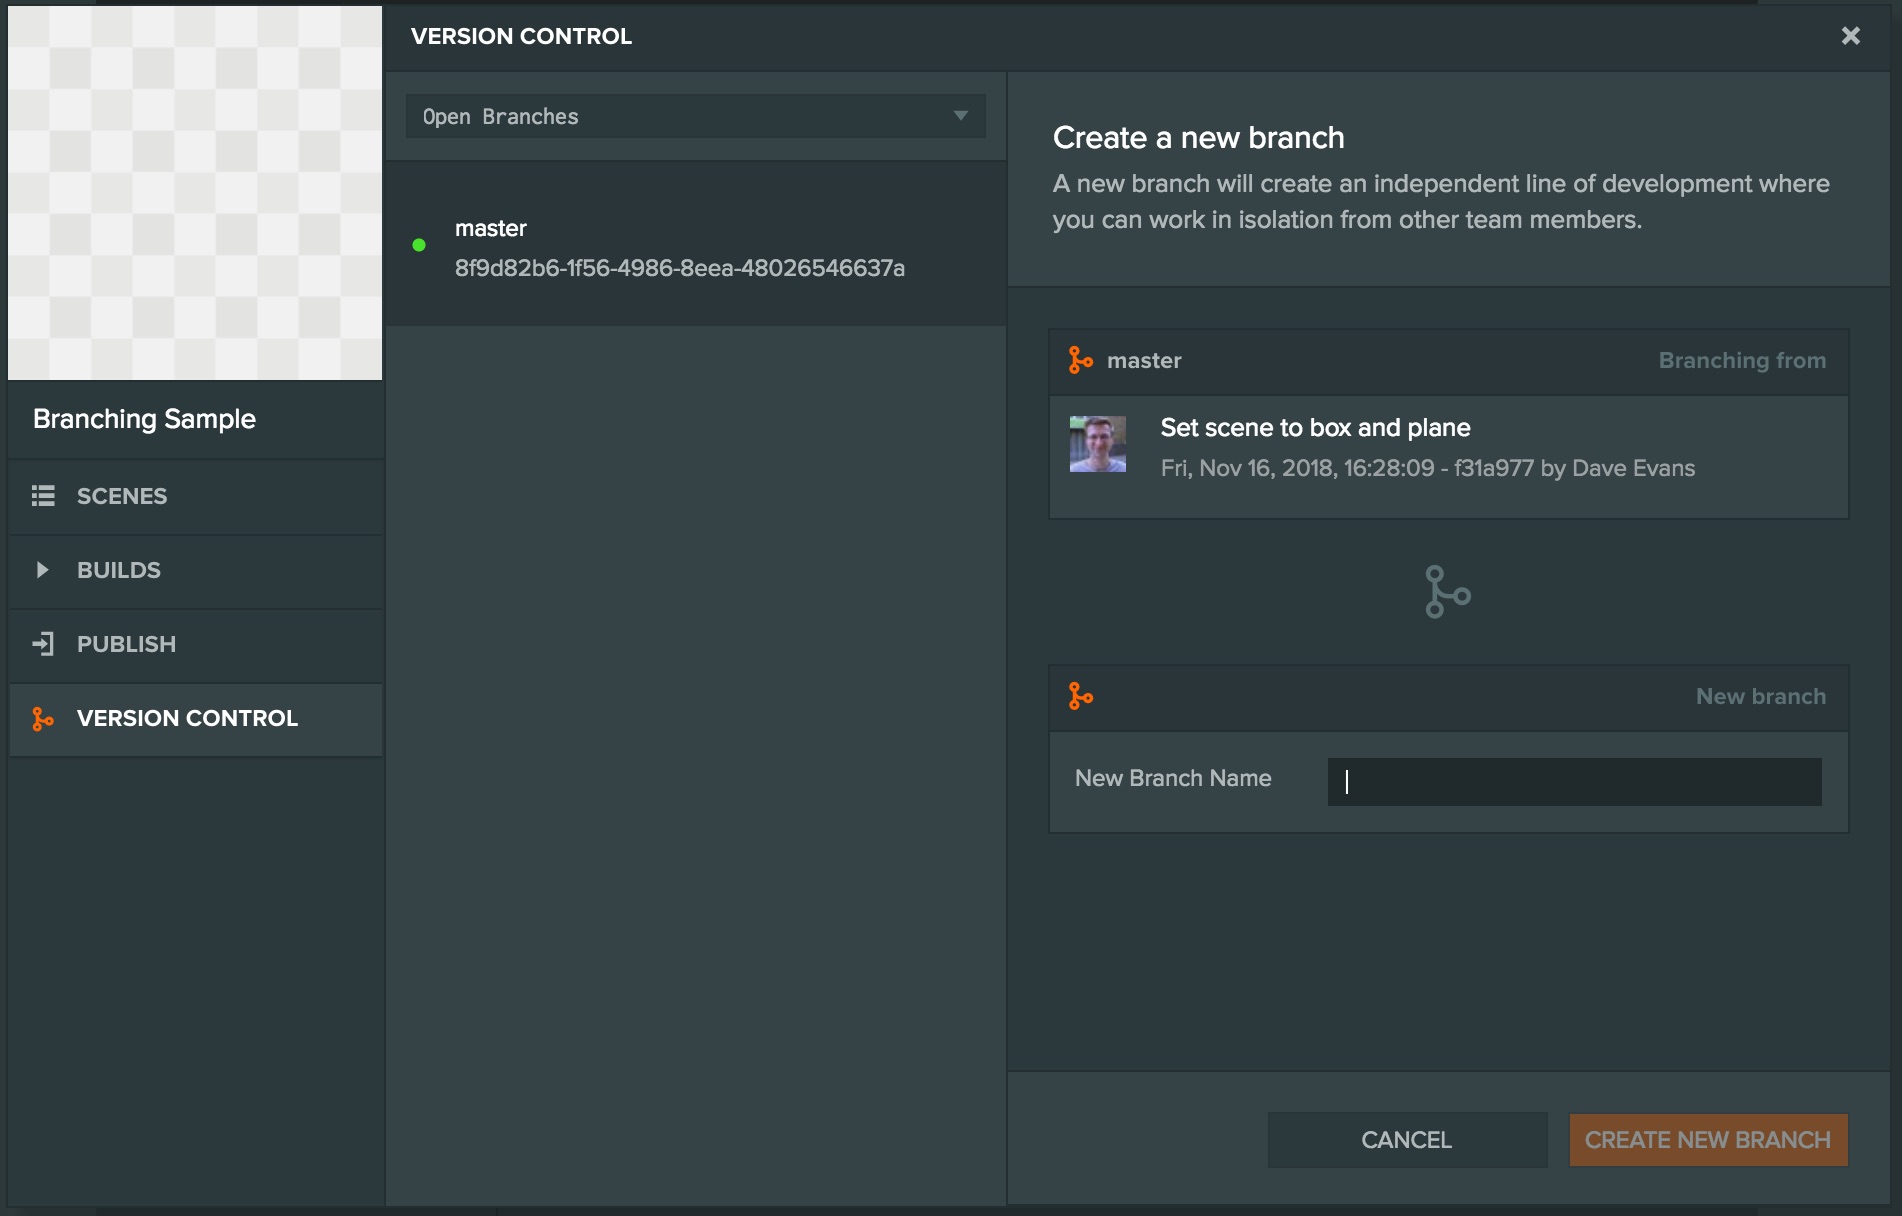 VERSION CONTROL
Branching Sample
SCENES
BUILDS
PUBLISH
VERSION CONTROL
Open Branches
master
8f9d82b6-1f56-4986-8eea-48026546637a
Create a new branch
A new branch will create an independent line of development where
you can work in isolation from other team members.
master Branching from
Set scene to box and plane
Fri, Nov 16, 2018, 16:28:09 - f31a977 by Dave Evans
New branch
New Branch Name
CANCEL CREATE NEW BRANCH